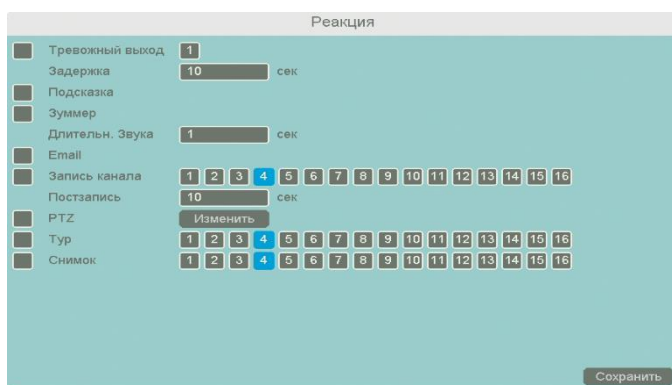 Реакция
Тревожный выход 1
Задержка 10 сек
Подсказка
Зуммер
Длительн. Звука 1 сек
Email
Запись канала 1 2 3 4 5 6 7 8 9 10 11 12 13 14 15 16
Постзапись 10 сек
PTZ Изменить
Тур 1 2 3 4 5 6 7 8 9 10 11 12 13 14 15 16
Снимок 1 2 3 4 5 6 7 8 9 10 11 12 13 14 15 16
Сохранить